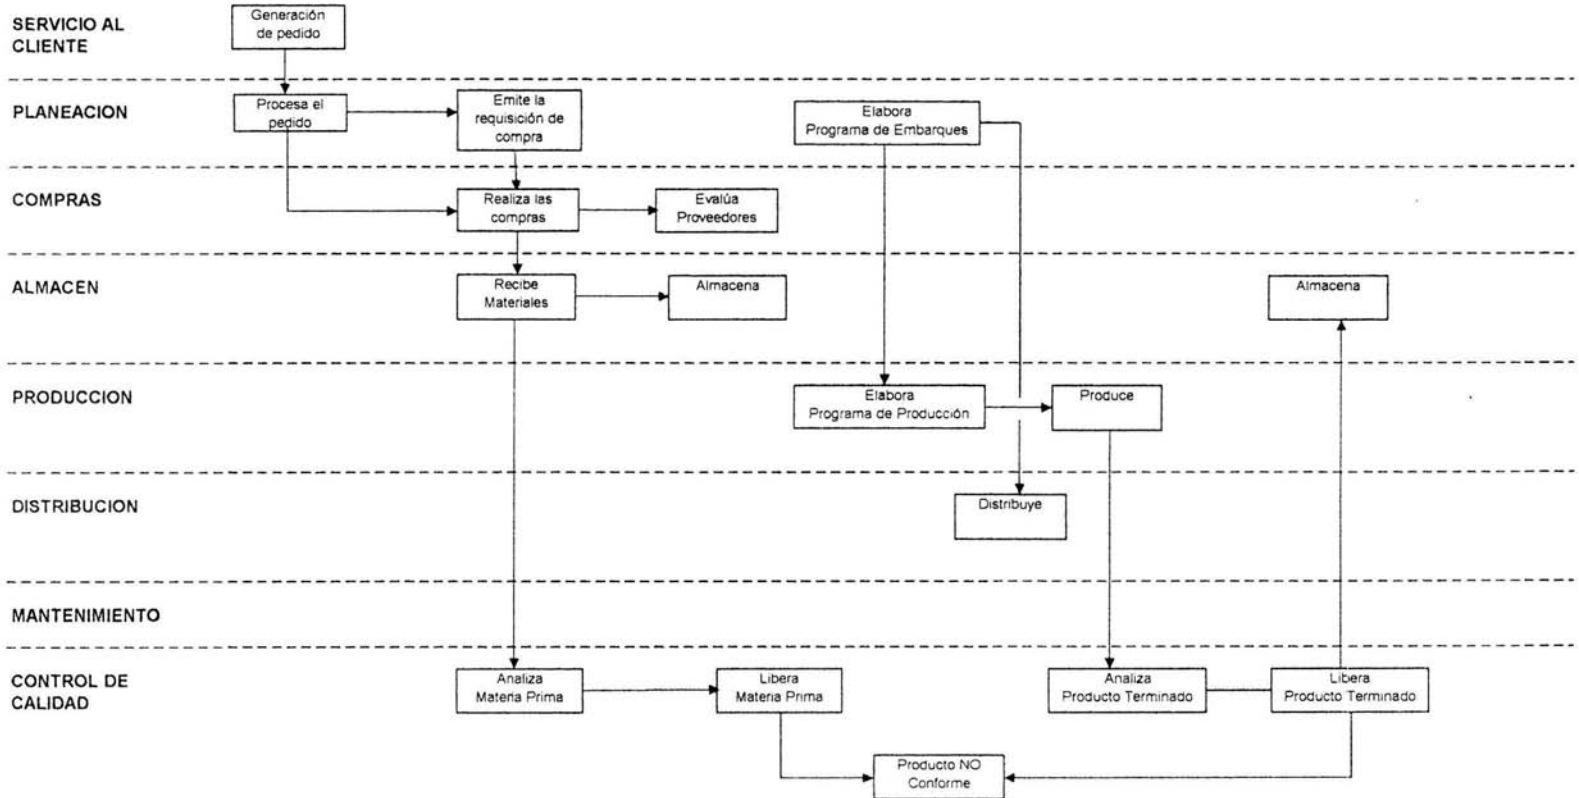 SERVICIO AL
CLIENTE
Generación
de pedido
PLANEACION
Procesa el
pedido
Emite la
requisición de
compra
Elabora
Programa de Embarques
COMPRAS
Realiza las
compras
Evalúa
Proveedores
ALMACEN
Recibe
Materiales
Almacena
Almacena
PRODUCCION
Elabora
Programa de Producción
Produce
DISTRIBUCION
Distribuye
MANTENIMIENTO
CONTROL DE
CALIDAD
Analiza
Materia Prima
Libera
Materia Prima
Analiza
Producto Terminado
Libera
Producto Terminado
Producto NO
Conforme